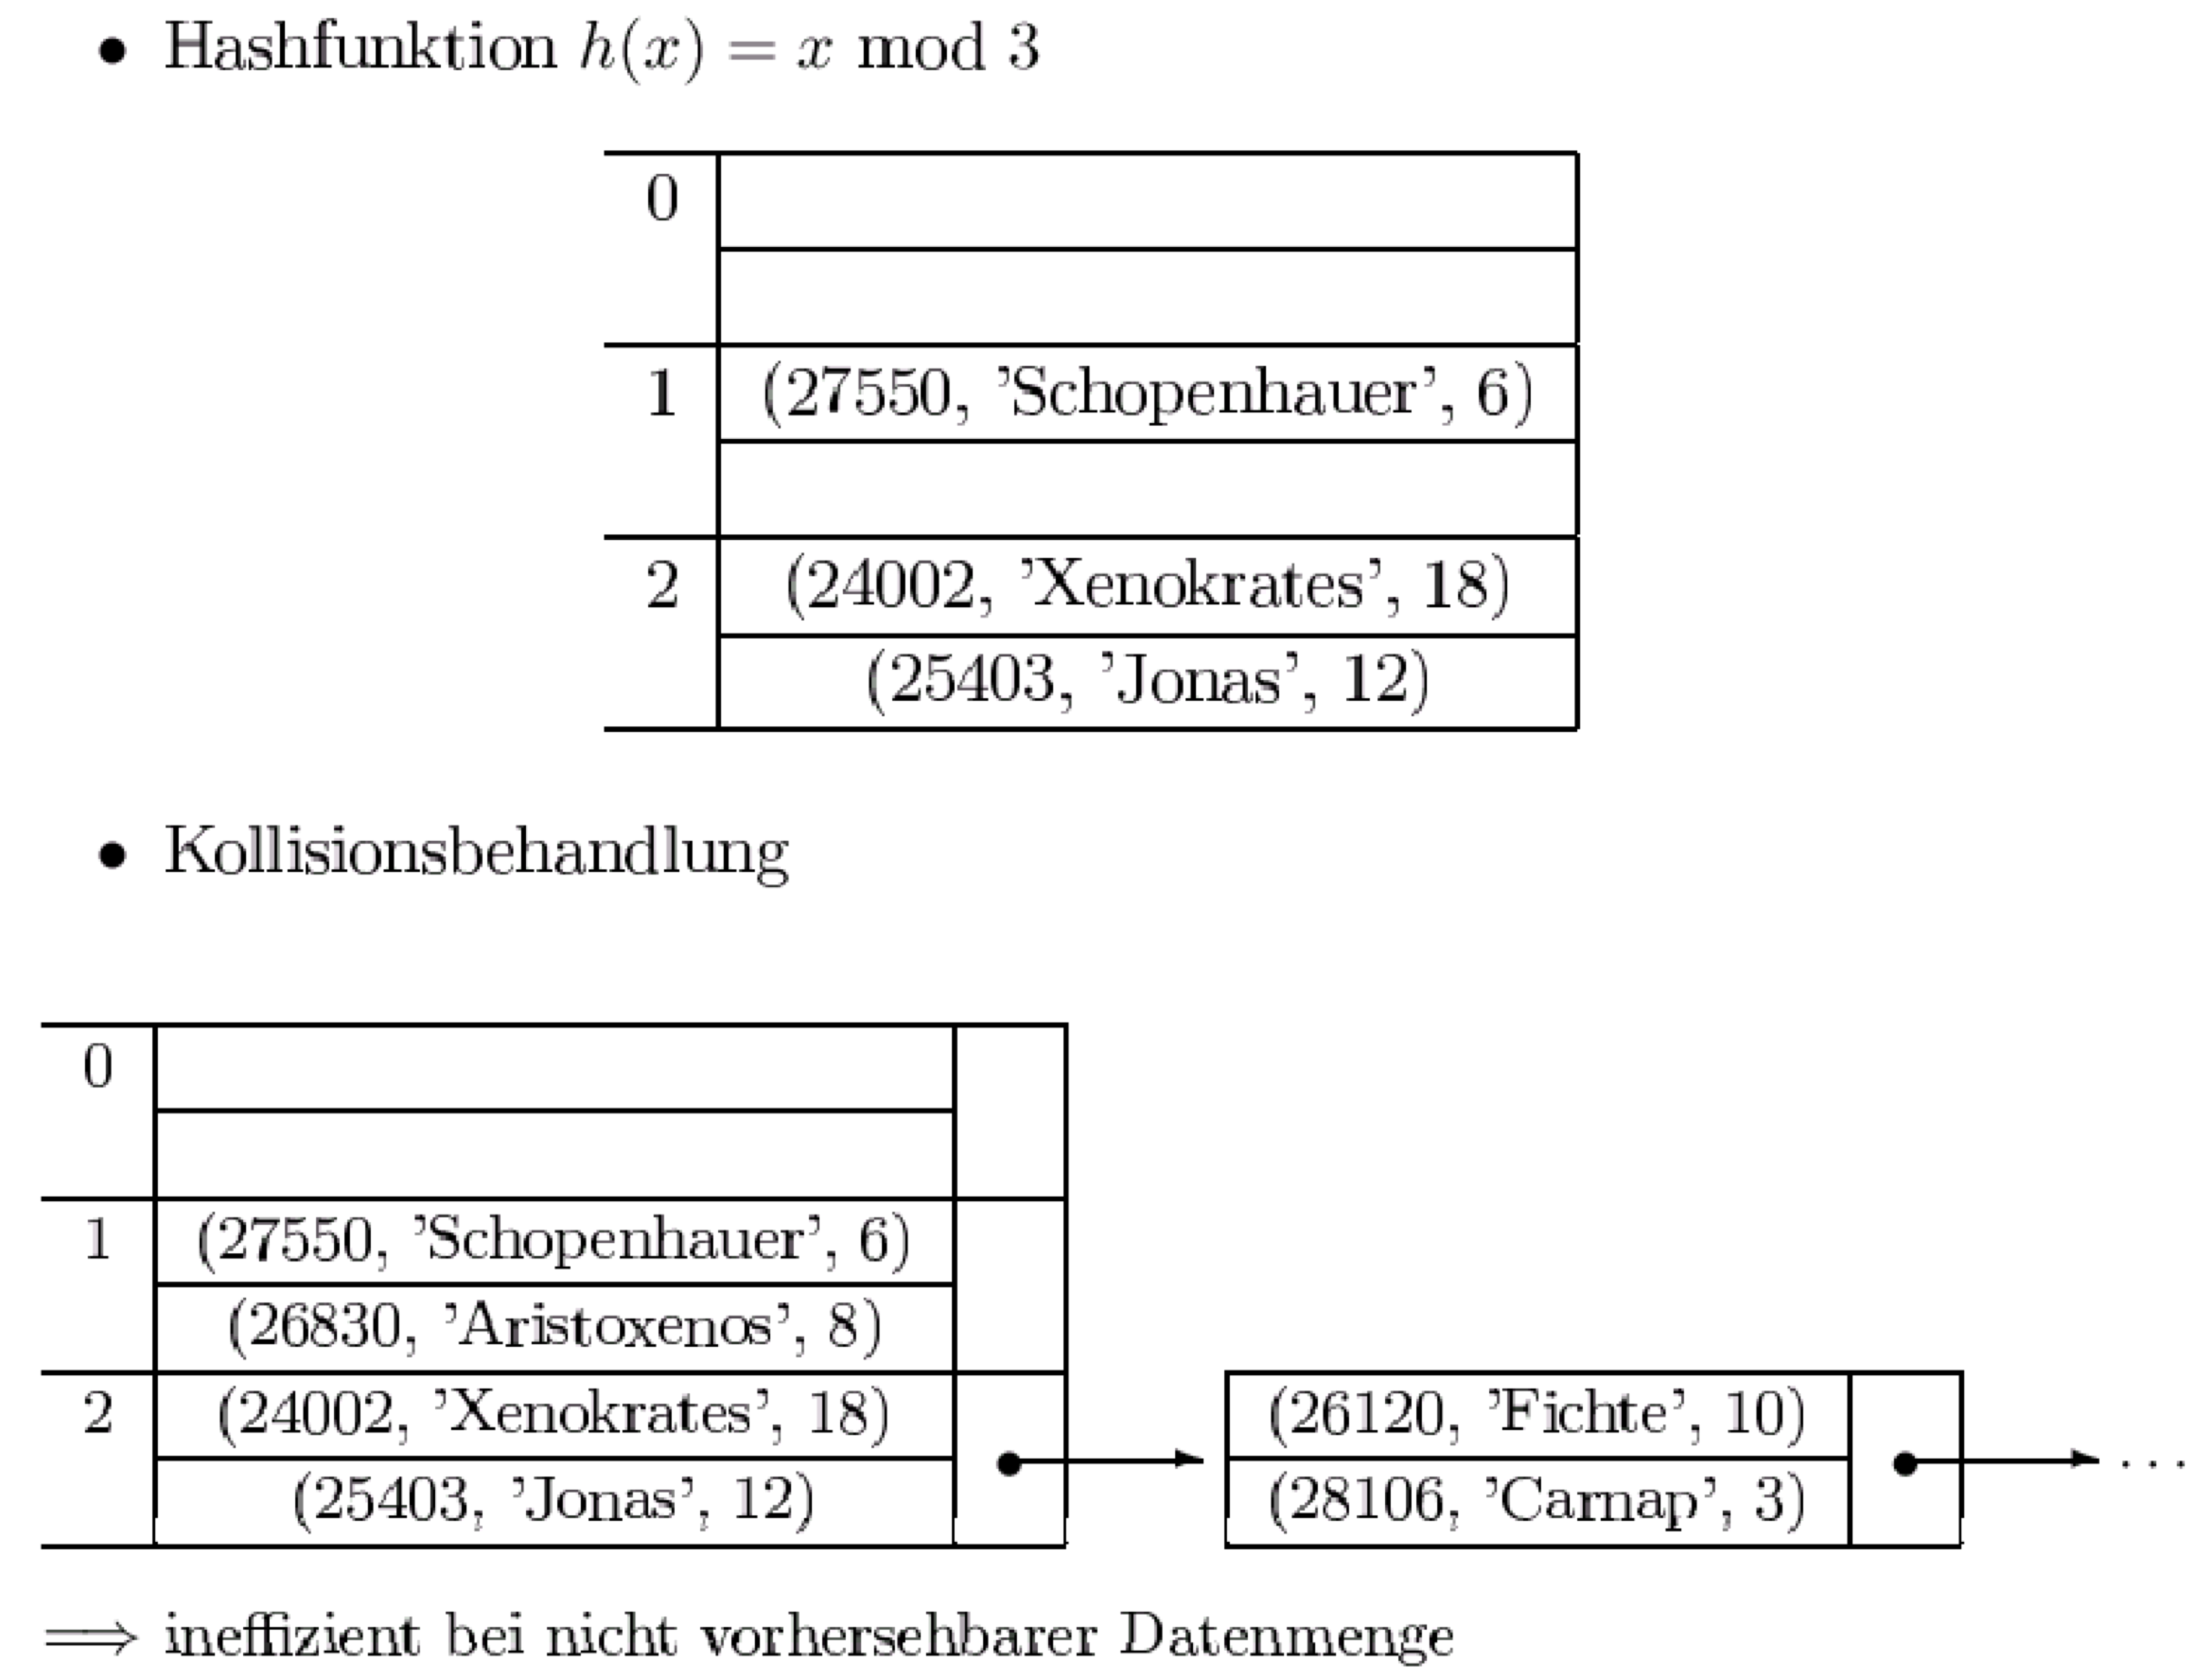 • Hashfunktion h(x) = x mod 3
0
1 (27550, ’Schopenhauer’, 6)
2 (24002, ’Xenokrates’, 18)
(25403, ’Jonas’, 12)
• Kollisionsbehandlung
0
1 (27550, ’Schopenhauer’, 6)
(26830, ’Aristoxenos’, 8)
2 (24002, ’Xenokrates’, 18) (26120, ’Fichte’, 10)
(25403, ’Jonas’, 12) (28106, ’Carnap’, 3) ...
⟹ ineffizient bei nicht vorhersehbarer Datenmenge